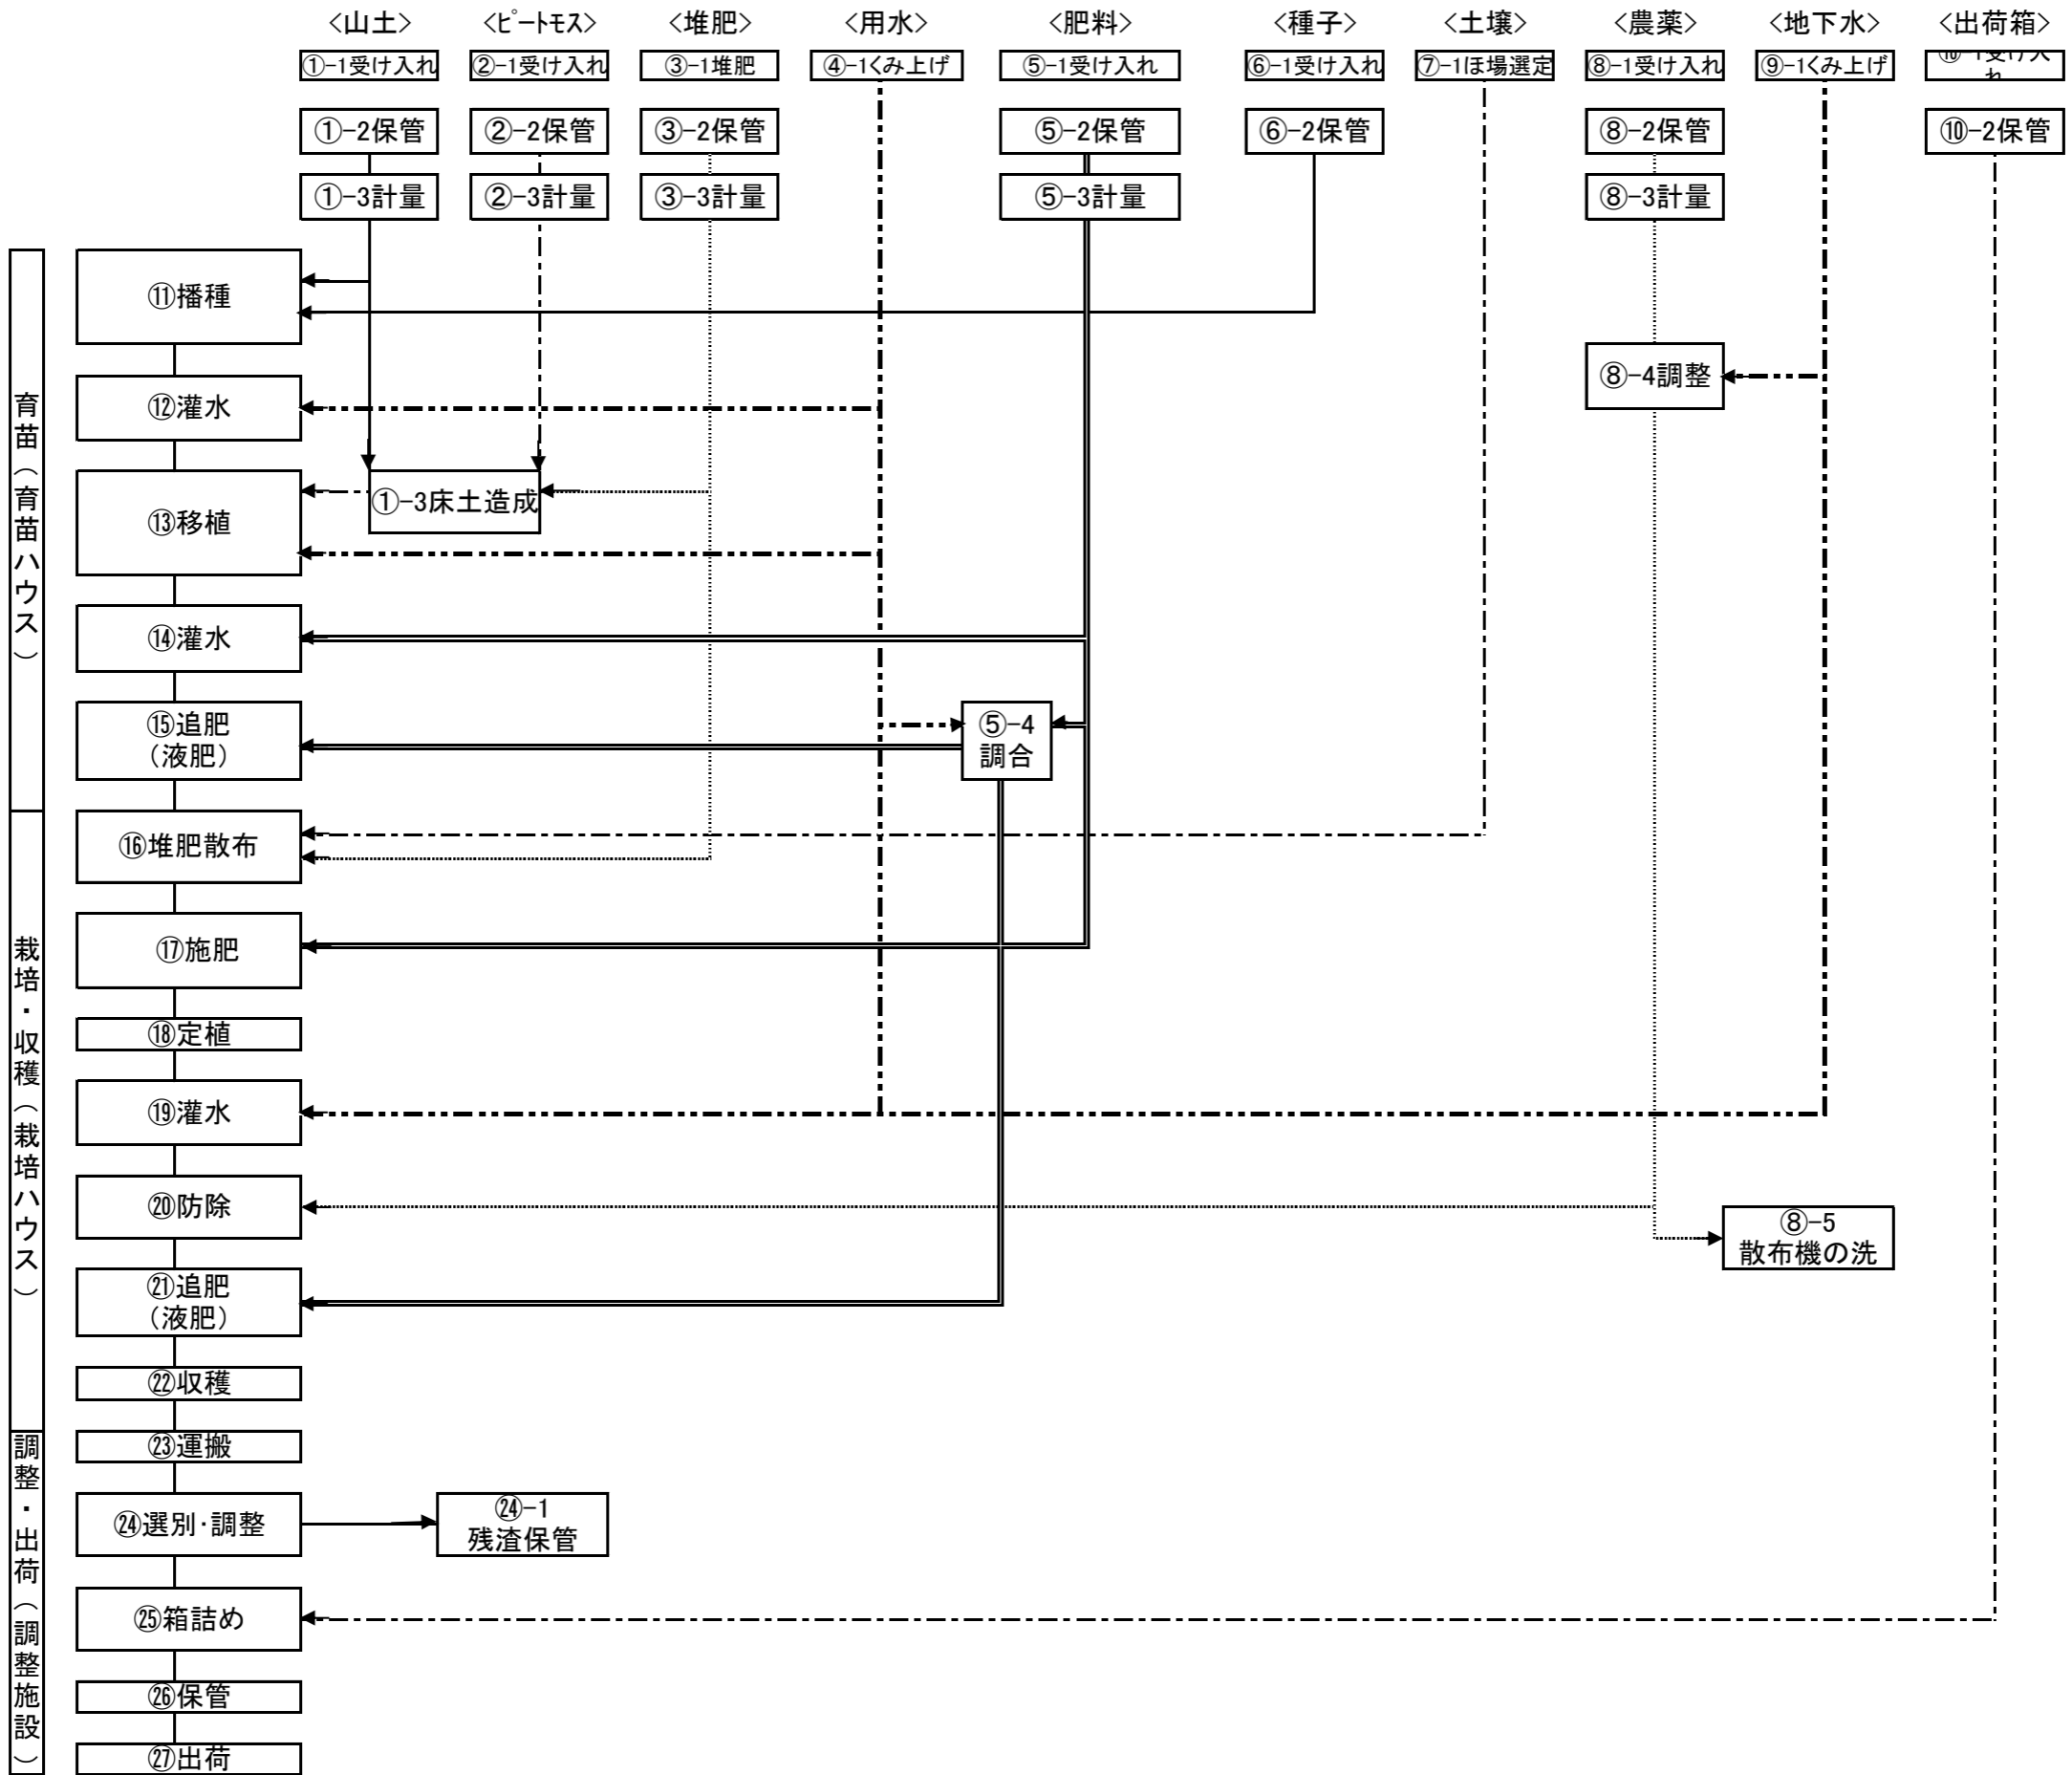 <山土>
<ﾋﾟｰﾄﾓｽ>
<堆肥>
<用水>
<肥料>
<種子>
<土壌>
<農薬>
<地下水>
<出荷箱>
①-1受け入れ
②-1受け入れ
③-1堆肥
④-1くみ上げ
⑤-1受け入れ
⑥-1受け入れ
⑦-1ほ場選定
⑧-1受け入れ
⑨-1くみ上げ
⑩-1受け入
れ
①-2保管
②-2保管
③-2保管
⑤-2保管
⑥-2保管
⑧-2保管
⑩-2保管
①-3計量
②-3計量
③-3計量
⑤-3計量
⑧-3計量
育苗(育苗ハウス)
⑪播種
⑧-4調整
⑫灌水
⑬移植
①-3床土造成
⑭灌水
⑮追肥
(液肥)
⑤-4
調合
栽培・収穫(栽培ハウス)
⑯堆肥散布
⑰施肥
⑱定植
⑲灌水
⑳防除
⑧-5
散布機の洗
㉑追肥
(液肥)
㉒収穫
調整・出荷(調整施設)
㉓運搬
㉔選別・調整
㉔-1
残渣保管
㉕箱詰め
㉖保管
㉗出荷